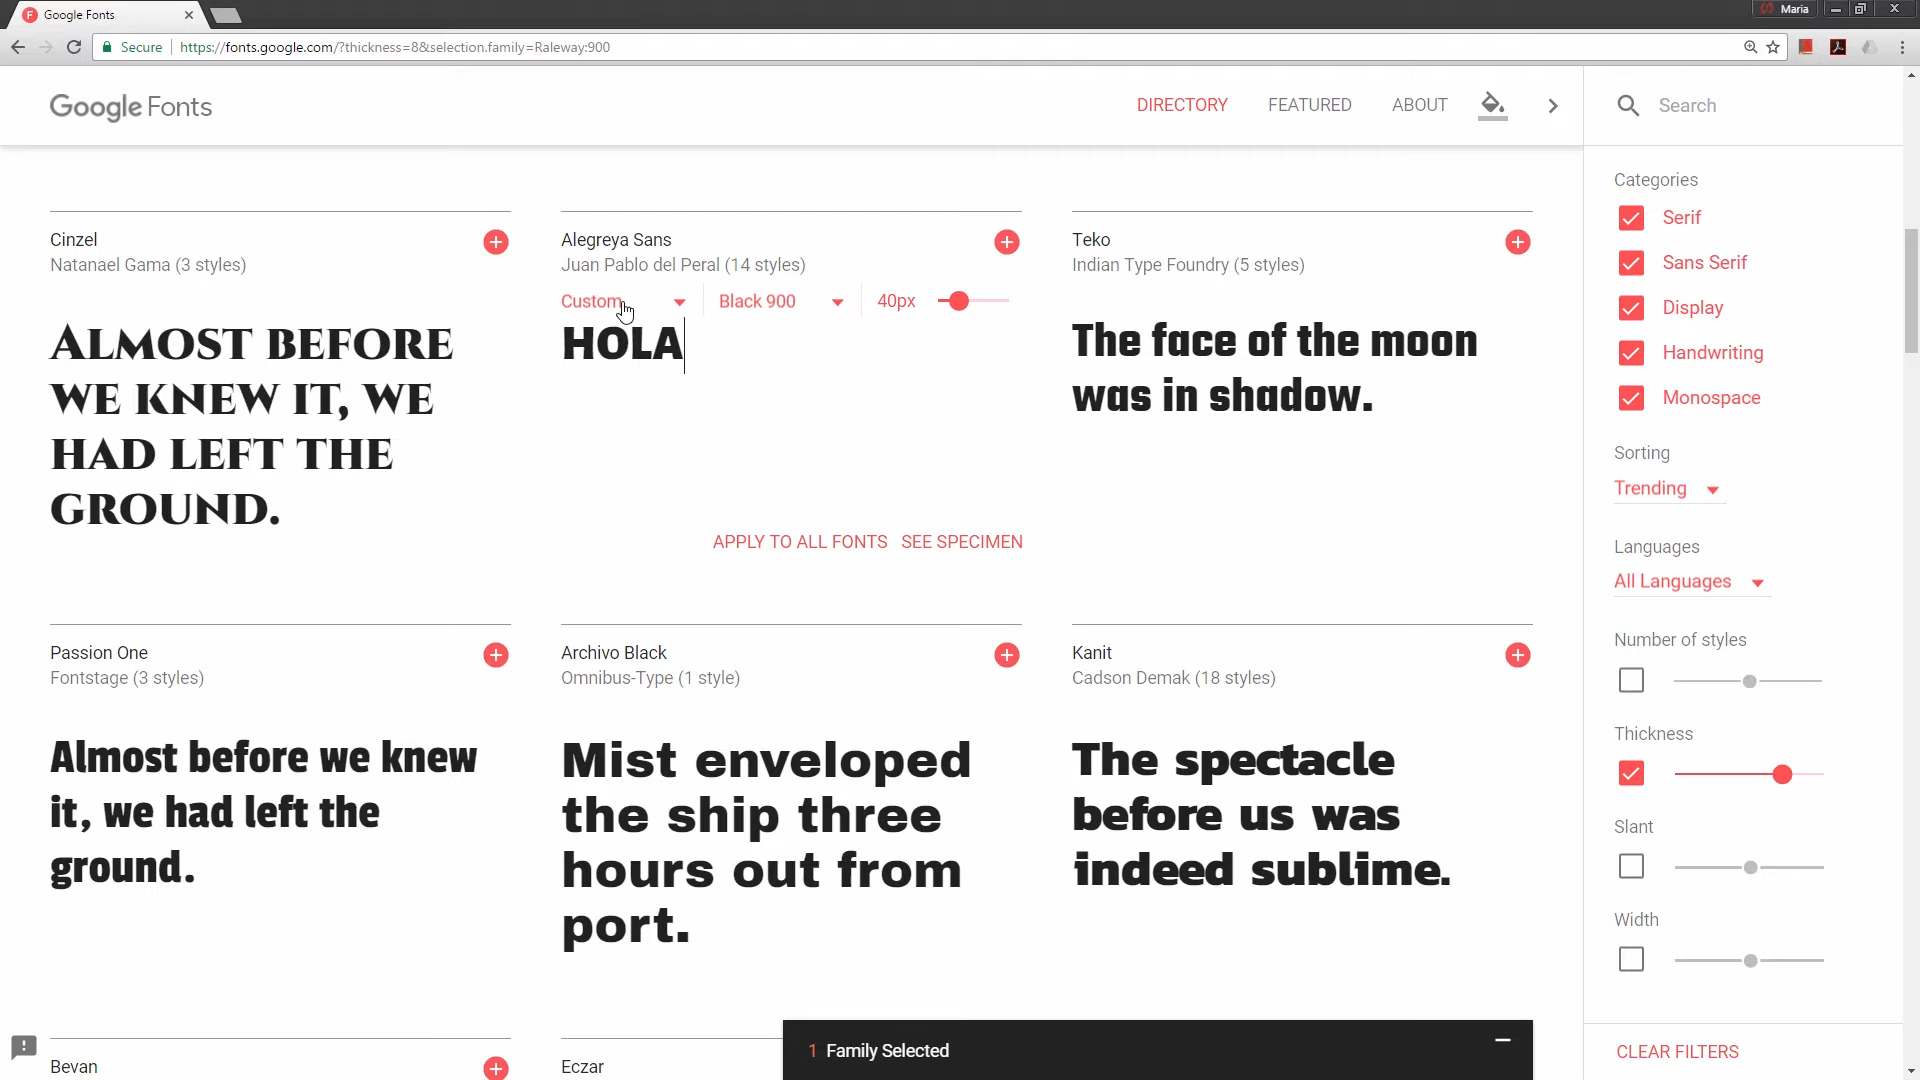 Google Fonts
Maria
Secure
https://fonts.google.com/?thickness=8&selection.family=Raleway:900
Google Fonts
DIRECTORY
FEATURED
ABOUT
Search
Cinzel
Natanael Gama (3 styles)
ALMOST BEFORE
WE KNEW IT, WE
HAD LEFT THE
GROUND.
Alegreya Sans
Juan Pablo del Peral (14 styles)
Custom
Black 900
40px
HOLA
APPLY TO ALL FONTS
SEE SPECIMEN
Teko
Indian Type Foundry (5 styles)
The face of the moon
was in shadow.
Passion One
Fontstage (3 styles)
Almost before we knew
it, we had left the
ground.
Archivo Black
Omnibus-Type (1 style)
Mist enveloped
the ship three
hours out from
port.
Kanit
Cadson Demak (18 styles)
The spectacle
before us was
indeed sublime.
Bevan
Eczar
1 Family Selected
Categories
Serif
Sans Serif
Display
Handwriting
Monospace
Sorting
Trending
Languages
All Languages
Number of styles
Thickness
Slant
Width
CLEAR FILTERS